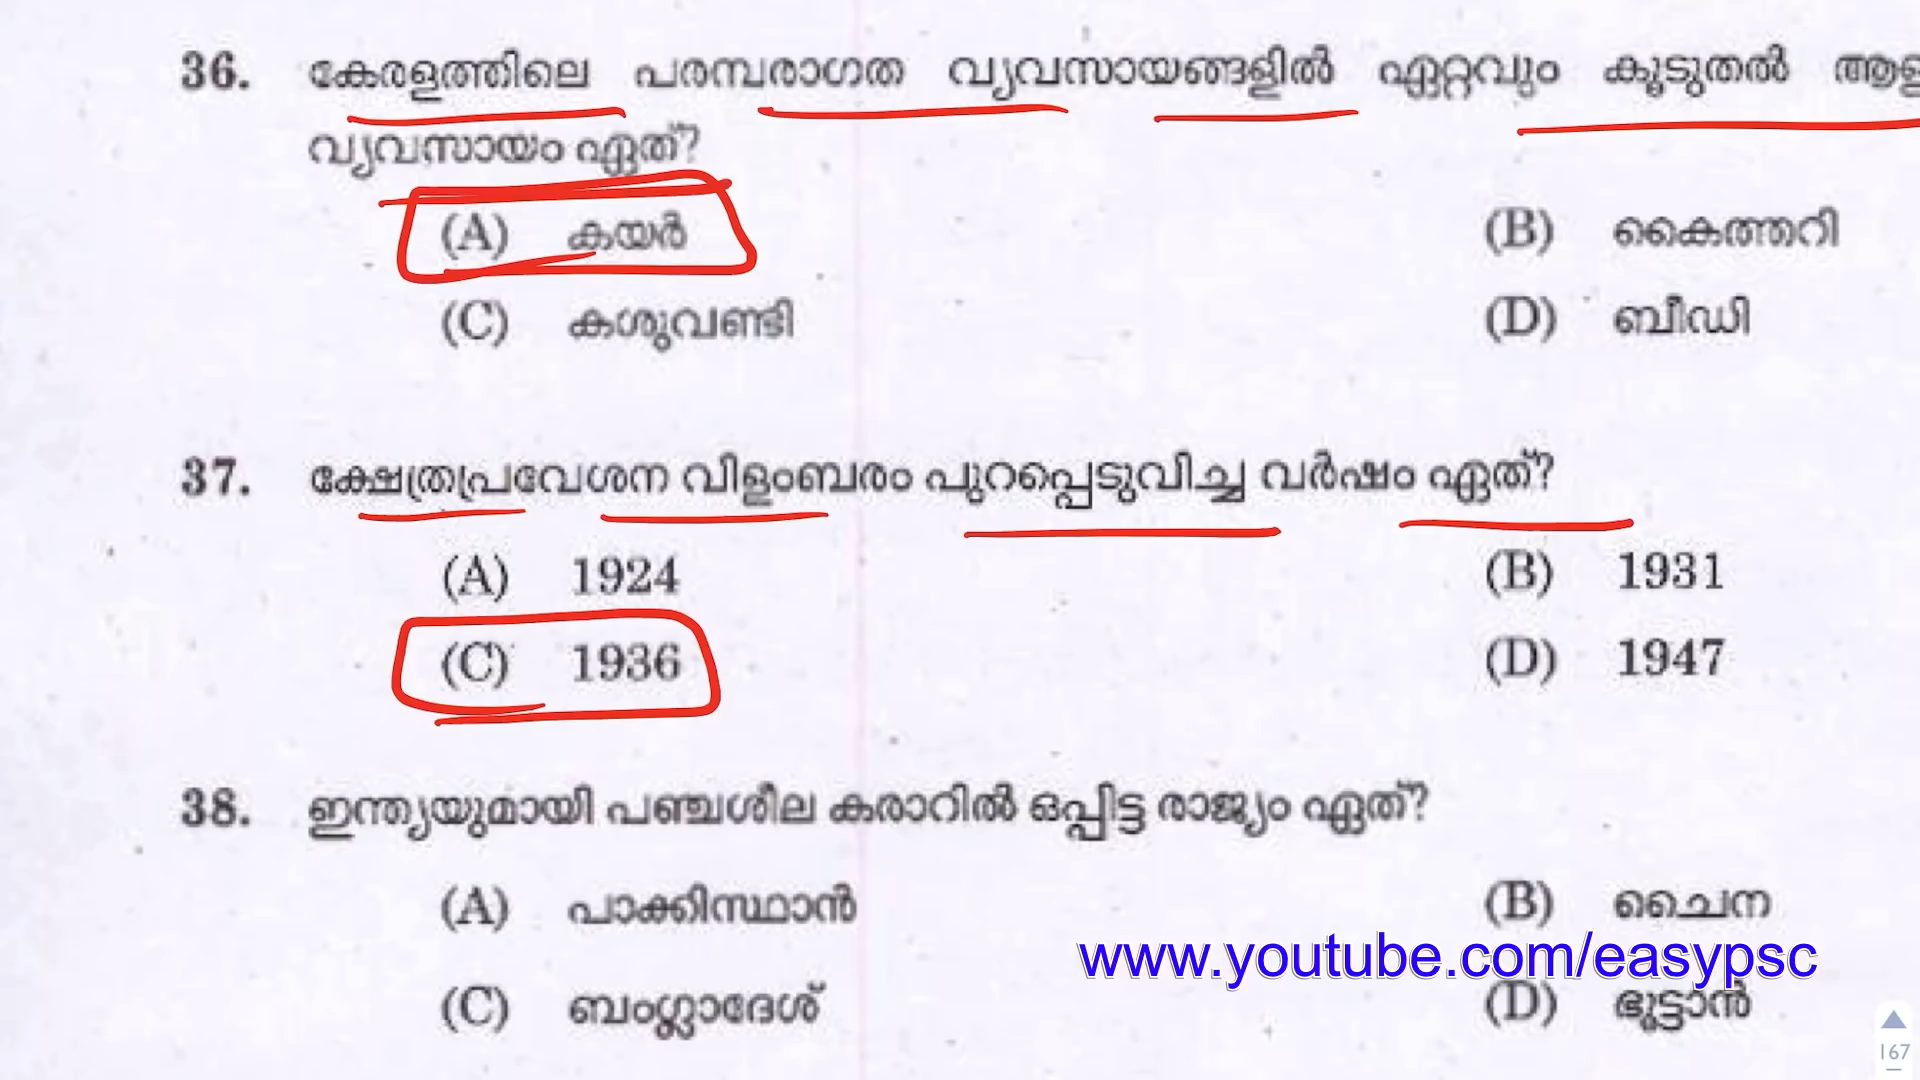 36. കേരളത്തിലെ പരമ്പരാഗത വ്യവസായങ്ങളിൽ ഏറ്റവും കൂടുതൽ
വ്യവസായം ഏത്?
(A) കയർ (B) കൈത്തറി
(C) കശുവണ്ടി (D) ബീഡി
37. ക്ഷേത്രപ്രവേശന വിളംബരം പുറപ്പെടുവിച്ച വർഷം ഏത്?
(A) 1924 (B) 1931
(C) 1936 (D) 1947
38. ഇന്ത്യയുമായി പഞ്ചശീല കരാറിൽ ഒപ്പിട്ട രാജ്യം ഏത്?
(A) പാക്കിസ്ഥാൻ (B) ചൈന
www.youtube.com/easypsc
(C) ബംഗ്ലാദേശ് (D) ഭൂട്ടാൻ
167